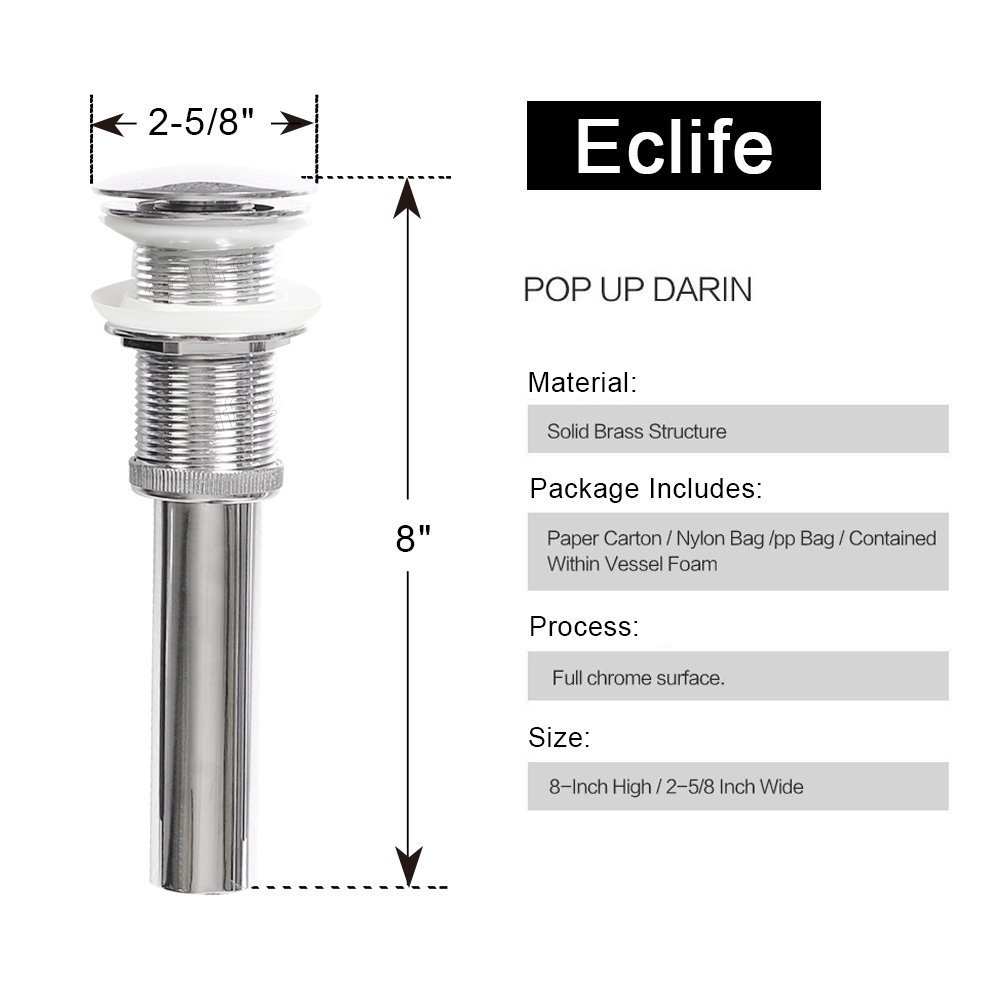 2-5/8"
Eclife
POP UP DARIN
Material:
Solid Brass Structure
Package Includes:
8"
Paper Carton / Nylon Bag /pp Bag / Contained
Within Vessel Foam
Process:
Full chrome surface.
Size:
8-Inch High / 2-5/8 Inch Wide